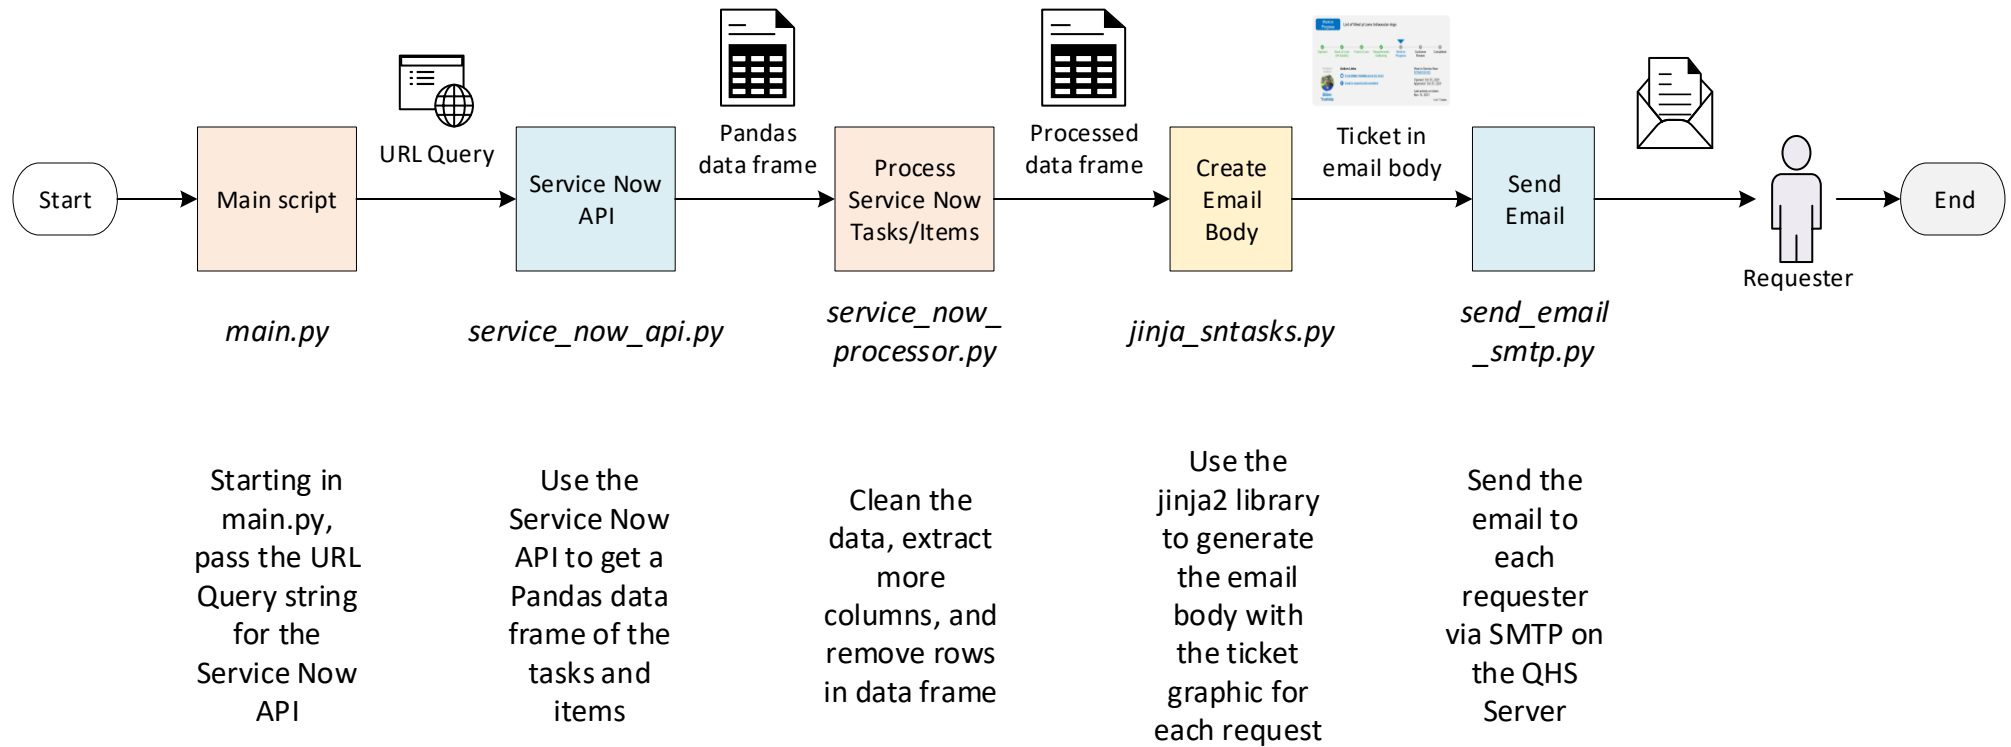 Start
Main script
URL Query
Service Now
API
Pandas
data frame
Process
Service Now
Tasks/Items
Processed
data frame
Create
Email
Body
Ticket in
email body
Send
Email
Requester
End
main.py
service_now_api.py
service_now_
processor.py
jinja_sntasks.py
send_email
_smtp.py
Starting in
main.py,
pass the URL
Query string
for the
Service Now
API
Use the
Service Now
API to get a
Pandas data
frame of the
tasks and
items
Clean the
data, extract
more
columns, and
remove rows
in data frame
Use the
jinja2 library
to generate
the email
body with
the ticket
graphic for
each request
Send the
email to
each
requester
via SMTP on
the QHS
Server